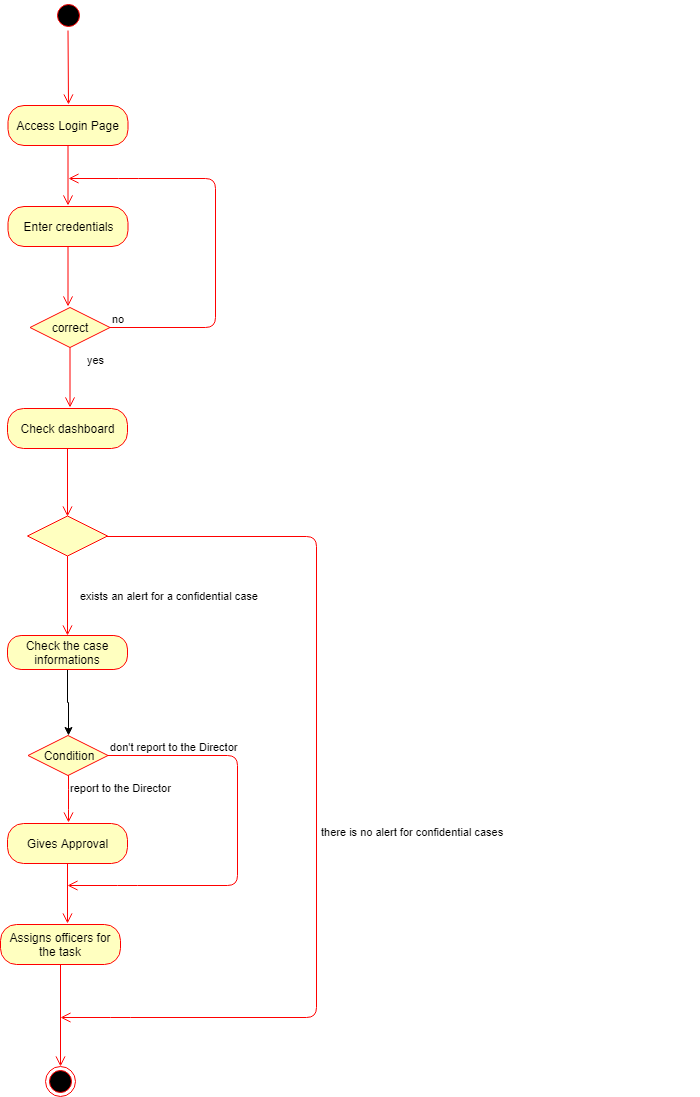 Access Login Page
Enter credentials
correct
no
yes
Check dashboard
exists an alert for a confidential case
Check the case
informations
don't report to the Director
Condition
report to the Director
there is no alert for confidential cases
Gives Approval
Assigns officers for
the task